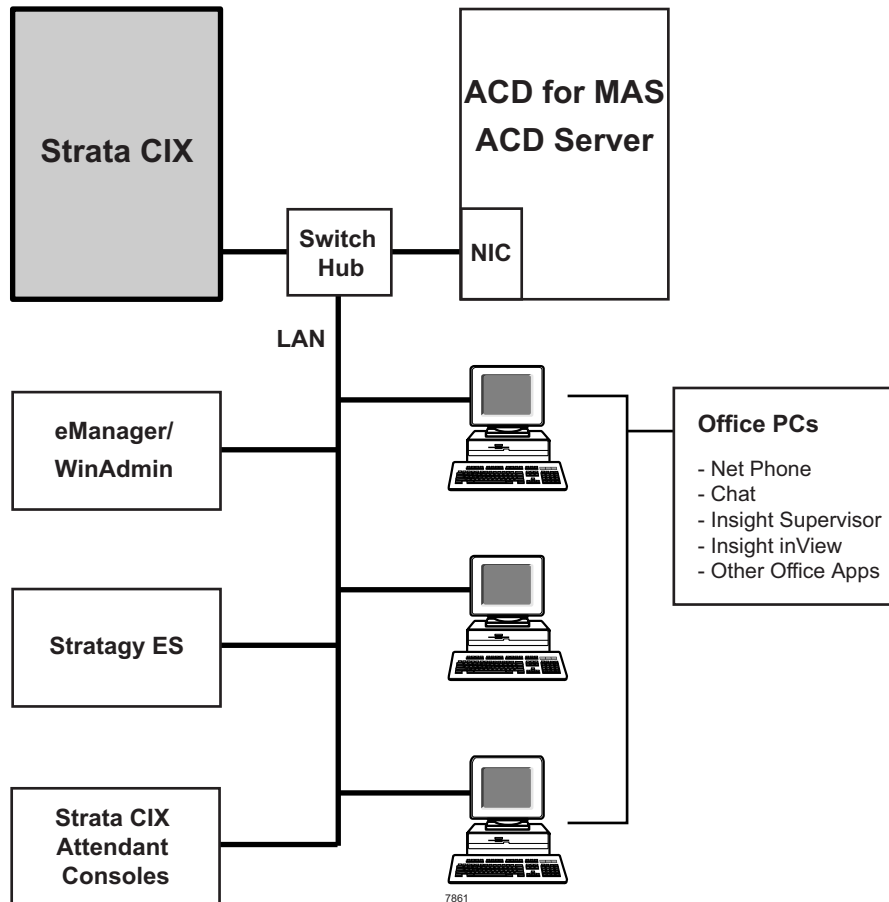 Strata CIX
ACD for MAS
ACD Server
Switch
Hub
NIC
LAN
eManager/
WinAdmin
Office PCs
- Net Phone
- Chat
- Insight Supervisor
- Insight inView
- Other Office Apps
Stratagy ES
Strata CIX
Attendant
Consoles
7861